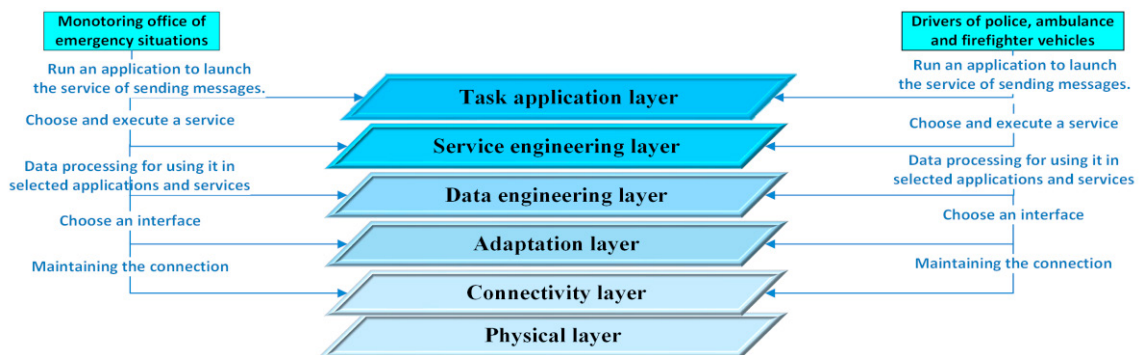 Monotoring office of
emergency situations
Run an application to launch
the service of sending messages.
Choose and execute a service
Data processing for using it in
selected applications and services
Choose an interface
Maintaining the connection
Task application layer
Service engineering layer
Data engineering layer
Adaptation layer
Connectivity layer
Physical layer
Drivers of police, ambulance
and firefighter vehicles
Run an application to launch
the service of sending messages.
Choose and execute a service
Data processing for using it in
selected applications and services
Choose an interface
Maintaining the connection